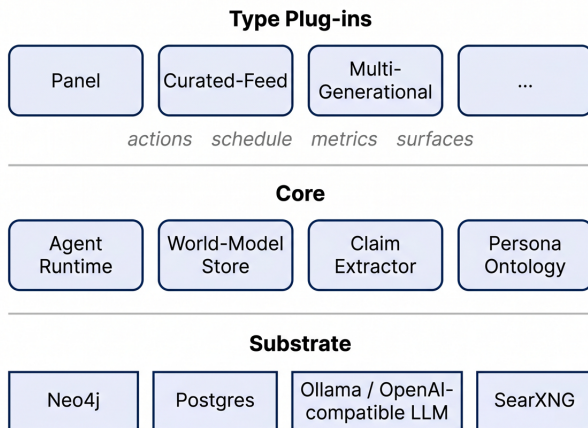 Type Plug-ins
Panel
Curated-Feed
Multi-
Generational
...
actions schedule metrics surfaces
Core
Agent
Runtime
World-Model
Store
Claim
Extractor
Persona
Ontology
Substrate
Neo4j
Postgres
Ollama / OpenAI-
compatible LLM
SearXNG